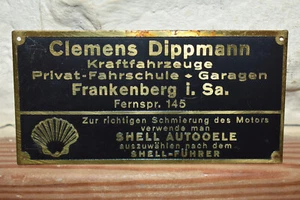 Clemens Dippmann
Kraftfahrzeuge
Privat-Fahrschule + Garagen
Frankenberg i. Sa.
Fernspr. 145
Zur richtigen Schmierung des Motors
verwende man
SHELL AUTOOELE
auszuwählen nach dem
SHELL-FÜHRER